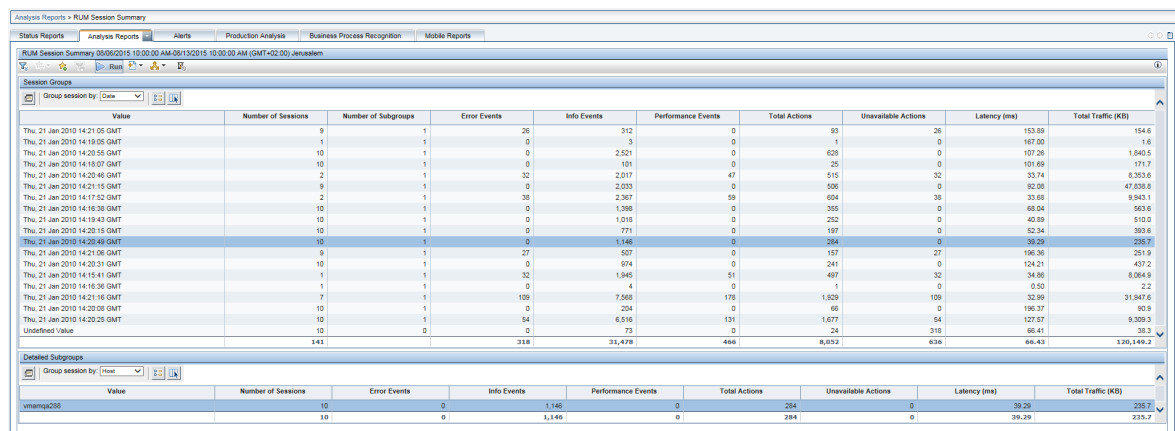 Analysis Reports > RUM Session Summary
Status Reports Analysis Reports Alerts Production Analysis Business Process Recognition Mobile Reports
RUM Session Summary 08/06/2015 10:00:00 AM-08/13/2015 10:00:00 AM (GMT+02:00) Jerusalem
Run
Session Groups
Group session by: Date
Value Number of Sessions Number of Subgroups Error Events Info Events Performance Events Total Actions Unavailable Actions Latency (ms) Total Traffic (KB)
Thu, 21 Jan 2010 14:21:05 GMT 9 1 26 312 0 93 26 153.89 154.6
Thu, 21 Jan 2010 14:19:05 GMT 1 1 0 3 0 1 0 167.00 1.6
Thu, 21 Jan 2010 14:20:55 GMT 10 1 0 2,521 0 628 0 107.26 1,840.5
Thu, 21 Jan 2010 14:18:07 GMT 10 1 0 101 0 25 0 101.69 171.7
Thu, 21 Jan 2010 14:20:46 GMT 2 1 32 2,017 47 515 32 33.74 8,353.6
Thu, 21 Jan 2010 14:21:15 GMT 9 1 0 2,033 0 506 0 92.08 47,838.8
Thu, 21 Jan 2010 14:17:52 GMT 2 1 38 2,367 59 604 38 33.68 9,943.1
Thu, 21 Jan 2010 14:16:38 GMT 10 1 0 1,398 0 355 0 68.04 563.6
Thu, 21 Jan 2010 14:19:43 GMT 10 1 0 1,018 0 252 0 40.89 510.0
Thu, 21 Jan 2010 14:20:15 GMT 10 1 0 771 0 197 0 52.34 393.6
Thu, 21 Jan 2010 14:20:49 GMT 10 1 0 1,146 0 284 0 39.29 235.7
Thu, 21 Jan 2010 14:21:06 GMT 9 1 27 507 0 157 27 196.36 251.9
Thu, 21 Jan 2010 14:20:31 GMT 10 1 0 974 0 241 0 124.21 437.2
Thu, 21 Jan 2010 14:15:41 GMT 1 1 32 1,945 51 497 32 34.86 8,064.9
Thu, 21 Jan 2010 14:16:36 GMT 1 1 0 4 0 1 0 0.50 2.2
Thu, 21 Jan 2010 14:21:16 GMT 7 1 109 7,568 178 1,929 109 32.99 31,947.6
Thu, 21 Jan 2010 14:20:08 GMT 10 1 0 204 0 66 0 196.37 90.9
Thu, 21 Jan 2010 14:20:25 GMT 10 1 54 6,516 131 1,677 54 127.57 9,309.3
Undefined Value 10 0 0 73 0 24 318 66.41 38.3
141 318 31,478 466 8,052 636 66.43 120,149.2
Detailed Subgroups
Group session by: Host
Value Number of Sessions Error Events Info Events Performance Events Total Actions Unavailable Actions Latency (ms) Total Traffic (KB)
vmamqa288 10 0 1,146 0 284 0 39.29 235.7
10 0 1,146 0 284 0 39.29 235.7